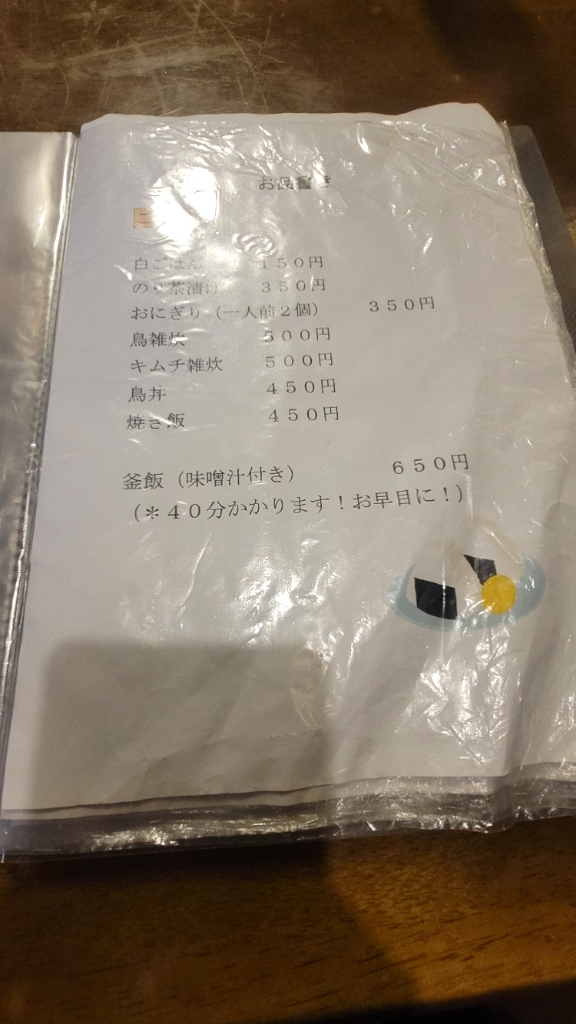 お品書き
白ごはん 150円
のり茶漬け 350円
おにぎり（一人前2個） 350円
鳥雑炊 500円
キムチ雑炊 500円
鳥丼 450円
焼き飯 450円
釜飯（味噌汁付き） 650円
（＊40分かかります！お早目に！）